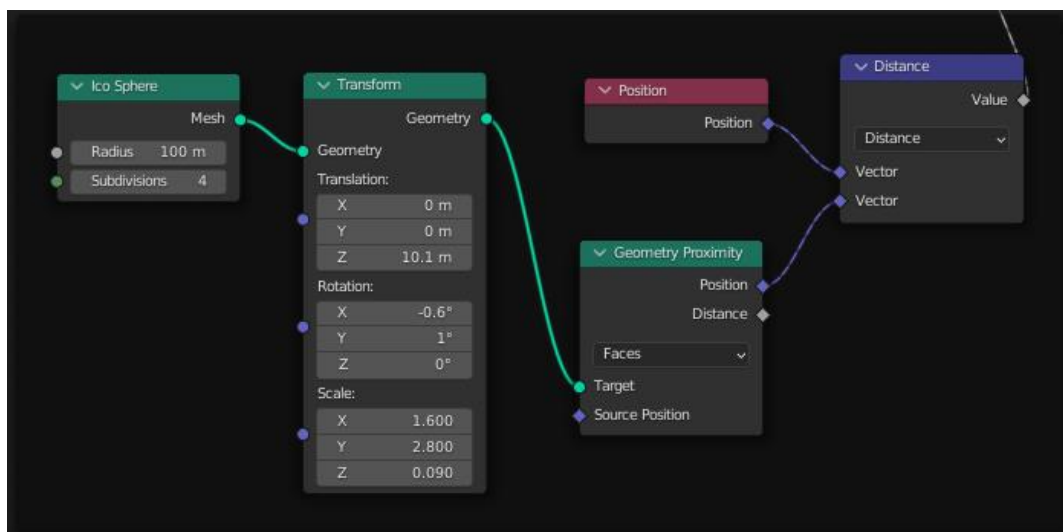 Ico Sphere
Mesh
Radius 100 m
Subdivisions 4
Transform
Geometry
Geometry
Translation:
X 0 m
Y 0 m
Z 10.1 m
Rotation:
X -0.6°
Y 1°
Z 0°
Scale:
X 1.600
Y 2.800
Z 0.090
Position
Position
Geometry Proximity
Position
Distance
Faces
Target
Source Position
Distance
Value
Distance
Vector
Vector